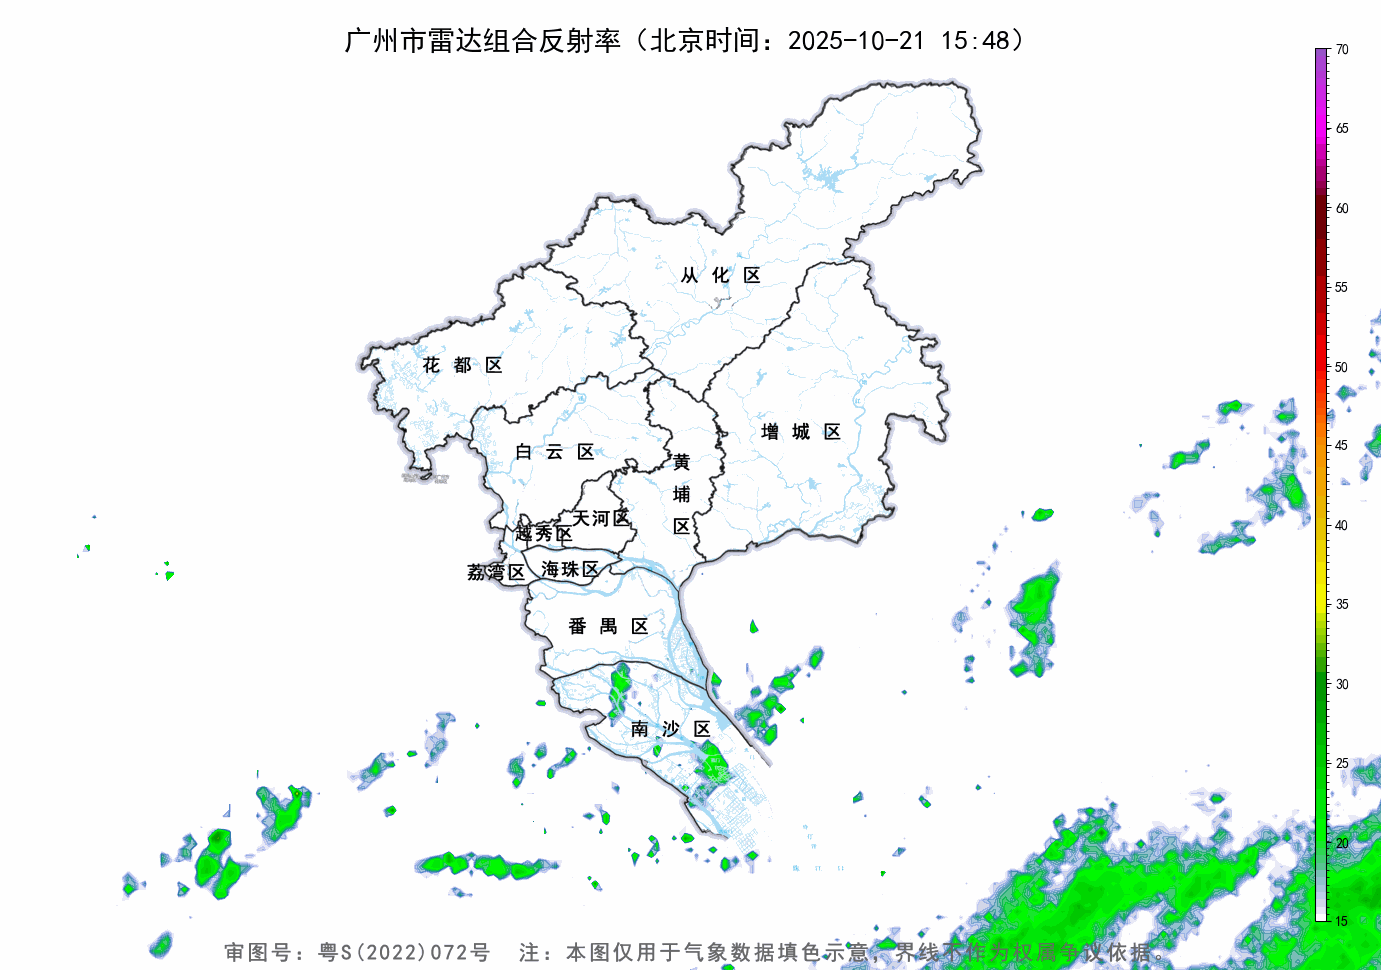 广州市雷达组合反射率（北京时间：2025-10-21 15:48）
70
65
60
55
50
45
40
35
30
25
20
15
从化区
花都区
增城区
白云区
黄埔区
天河区
越秀区
荔湾区
海珠区
番禺区
南沙区
审图号：粤S(2022)072号 注：本图仅用于气象数据填色示意，界线不作为权属争议依据。